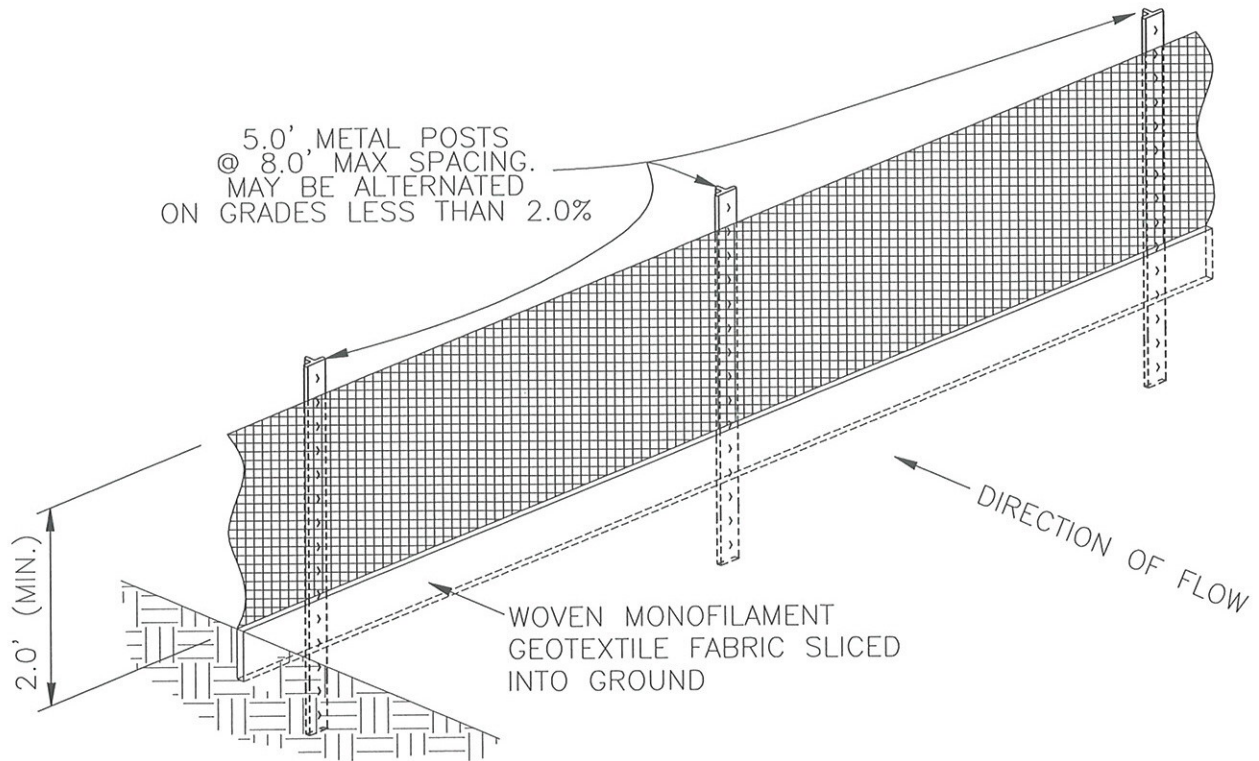 5.0' METAL POSTS
@ 8.0' MAX SPACING.
MAY BE ALTERNATED
ON GRADES LESS THAN 2.0%
2.0' (MIN.)
DIRECTION OF FLOW
WOVEN MONOFILAMENT
GEOTEXTILE FABRIC SLICED
INTO GROUND